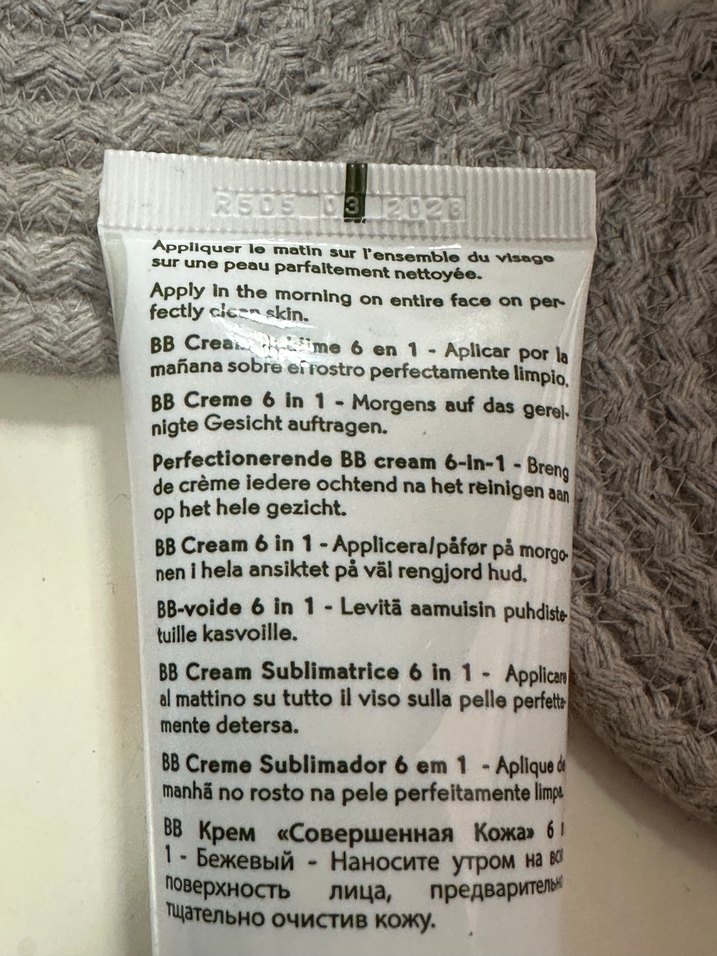 R505 03 2026
Appliquer le matin sur l'ensemble du visage
sur une peau parfaitement nettoyée.
Apply in the morning on entire face on per-
fectly clean skin.
BB Cream 6 en 1 - Aplicar por la
mañana sobre el rostro perfectamente limpio.
BB Creme 6 in 1 - Morgens auf das gerei-
nigte Gesicht auftragen.
Perfectionerende BB cream 6-in-1 - Breng
de crème iedere ochtend na het reinigen aan
op het hele gezicht.
BB Cream 6 in 1 - Applicera/påfør på morgo-
nen i hela ansiktet på väl rengjord hud.
BB-voide 6 in 1 - Levitä aamuisin puhdiste-
tuille kasvoille.
BB Cream Sublimatrice 6 in 1 - Applicare
al mattino su tutto il viso sulla pelle perfetta-
mente detersa.
BB Creme Sublimador 6 em 1 - Aplique de
manhã no rosto na pele perfeitamente limpa.
BB Крем «Совершенная Кожа» 6
1 - Бежевый - Наносите утром на всю
поверхность лица, предварительно
тщательно очистив кожу.